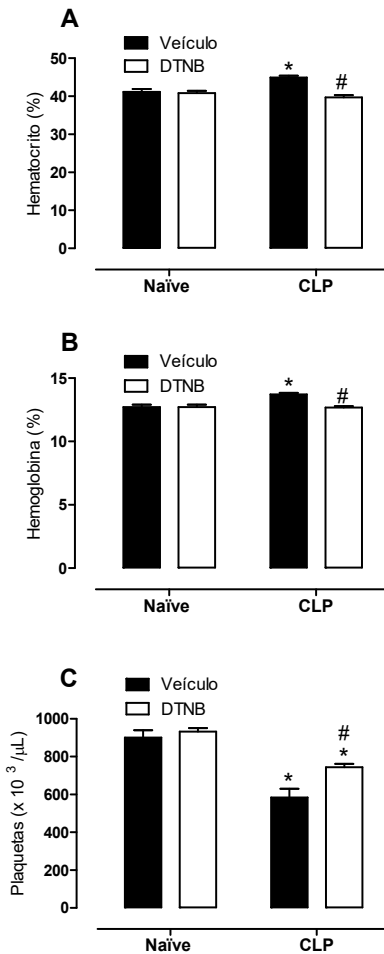 A
Veículo
DTNB
Hematocrito (%)
50
40
30
20
10
0
*
#
Naïve
CLP
B
Veículo
DTNB
Hemoglobina (%)
15
10
5
0
*
#
Naïve
CLP
C
Veículo
DTNB
Plaquetas (x 10 ³ /μL)
1000
800
600
400
200
0
*
#
*
Naïve
CLP